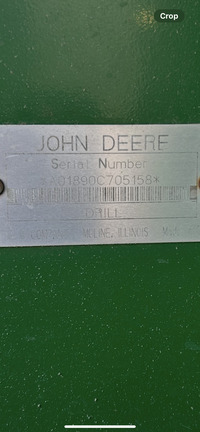 Crop
JOHN DEERE
Serial Number
*01890C705158*
DRILL
MOLINE, ILLINOIS